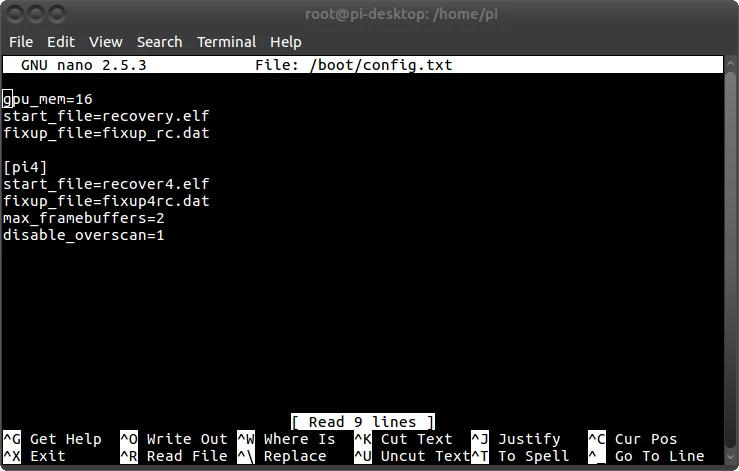 root@pi-desktop: /home/pi
File Edit View Search Terminal Help
GNU nano 2.5.3 File: /boot/config.txt
gpu_mem=16
start_file=recovery.elf
fixup_file=fixup_rc.dat
[pi4]
start_file=recover4.elf
fixup_file=fixup4rc.dat
max_framebuffers=2
disable_overscan=1
[ Read 9 lines ]
^G Get Help ^O Write Out ^W Where Is ^K Cut Text ^J Justify ^C Cur Pos
^X Exit ^R Read File ^\ Replace ^U Uncut Text ^T To Spell ^_ Go To Line